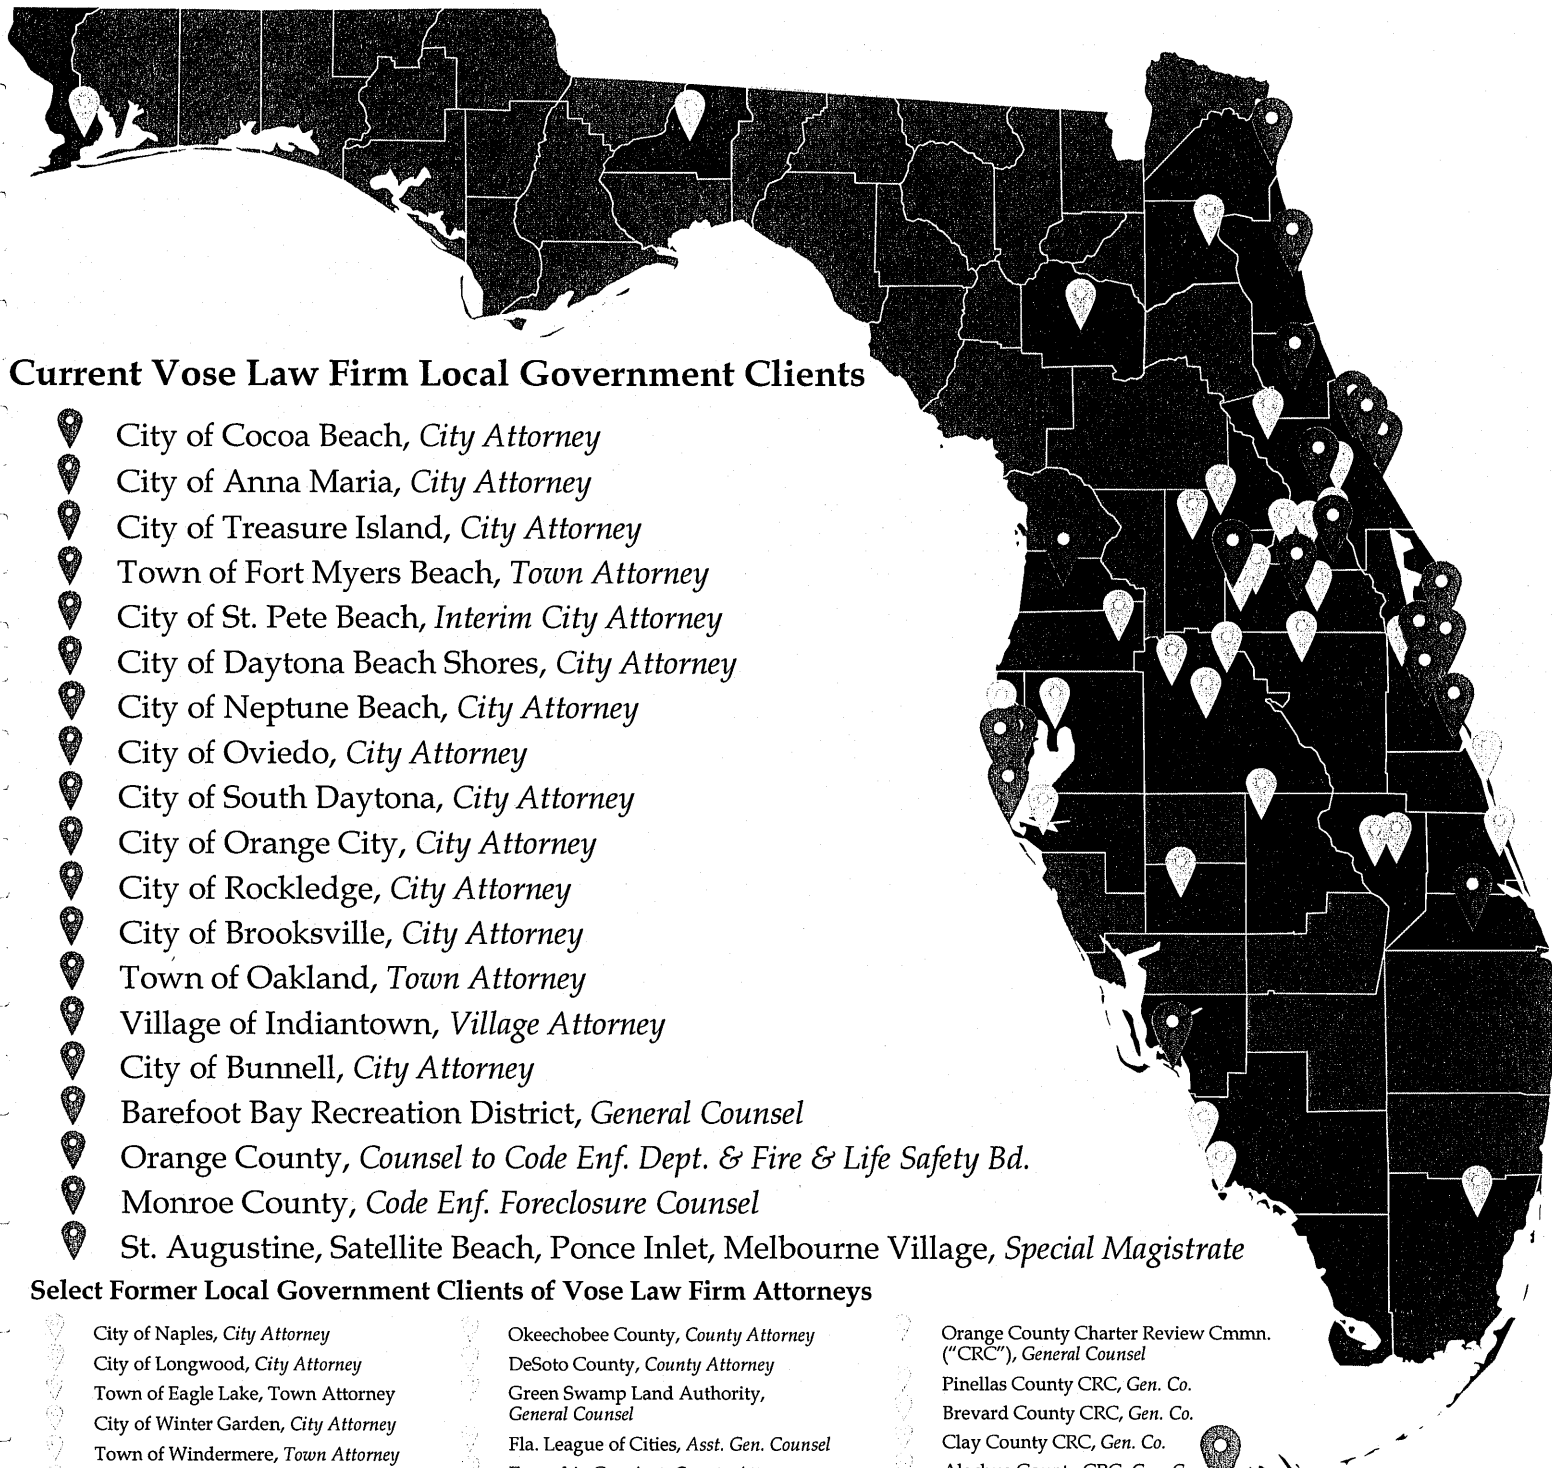 Current Vose Law Firm Local Government Clients
City of Cocoa Beach, City Attorney
City of Anna Maria, City Attorney
City of Treasure Island, City Attorney
Town of Fort Myers Beach, Town Attorney
City of St. Pete Beach, Interim City Attorney
City of Daytona Beach Shores, City Attorney
City of Neptune Beach, City Attorney
City of Oviedo, City Attorney
City of South Daytona, City Attorney
City of Orange City, City Attorney
City of Rockledge, City Attorney
City of Brooksville, City Attorney
Town of Oakland, Town Attorney
Village of Indiantown, Village Attorney
City of Bunnell, City Attorney
Barefoot Bay Recreation District, General Counsel
Orange County, Counsel to Code Enf. Dept. & Fire & Life Safety Bd.
Monroe County, Code Enf. Foreclosure Counsel
St. Augustine, Satellite Beach, Ponce Inlet, Melbourne Village, Special Magistrate
Select Former Local Government Clients of Vose Law Firm Attorneys
City of Naples, City Attorney
City of Longwood, City Attorney
Town of Eagle Lake, Town Attorney
City of Winter Garden, City Attorney
Town of Windermere, Town Attorney
Okeechobee County, County Attorney
DeSoto County, County Attorney
Green Swamp Land Authority,
General Counsel
Fla. League of Cities, Asst. Gen. Counsel
Orange County Charter Review Cmmn.
("CRC"), General Counsel
Pinellas County CRC, Gen. Co.
Brevard County CRC, Gen. Co.
Clay County CRC, Gen. Co.